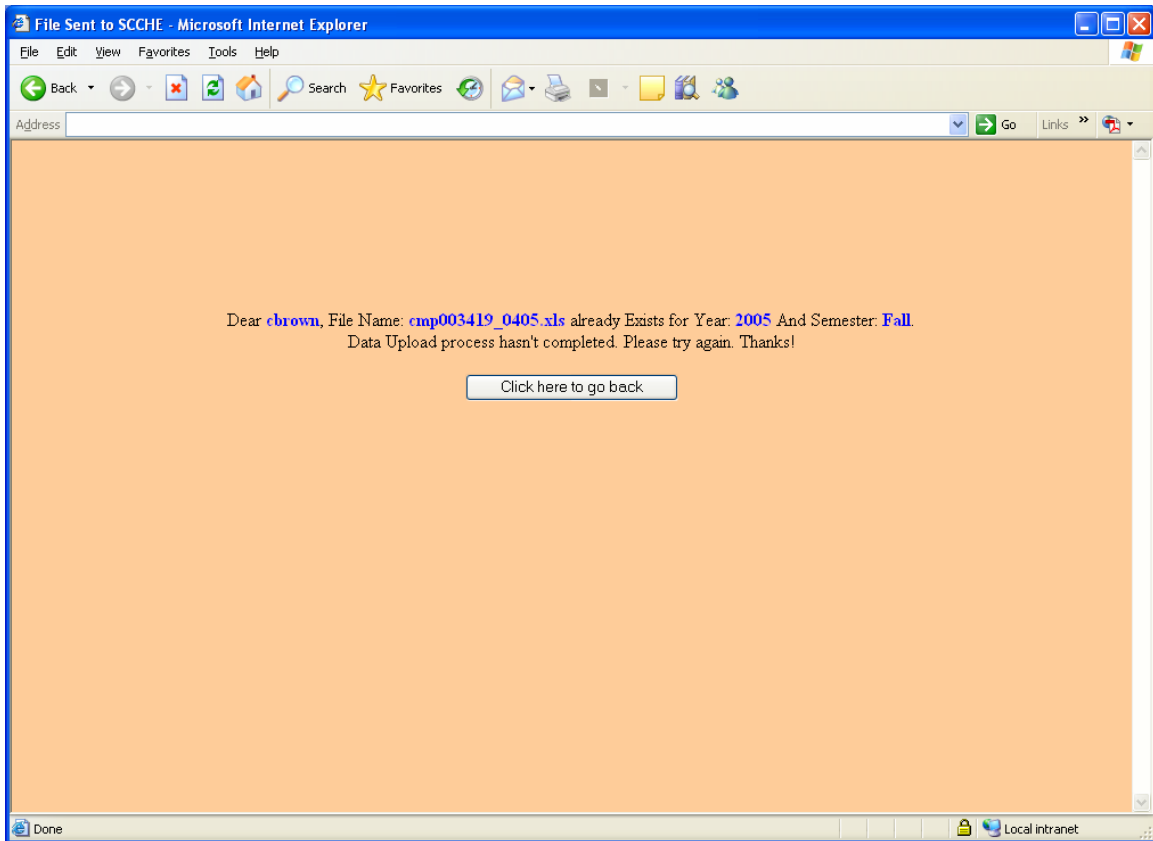 File Sent to SCCHE - Microsoft Internet Explorer
File Edit View Favorites Tools Help
Back Search Favorites
Address Go Links »
Dear cbrown, File Name: cmp003419_0405.xls already Exists for Year: 2005 And Semester: Fall.
Data Upload process hasn't completed. Please try again. Thanks!
Click here to go back
Done Local intranet